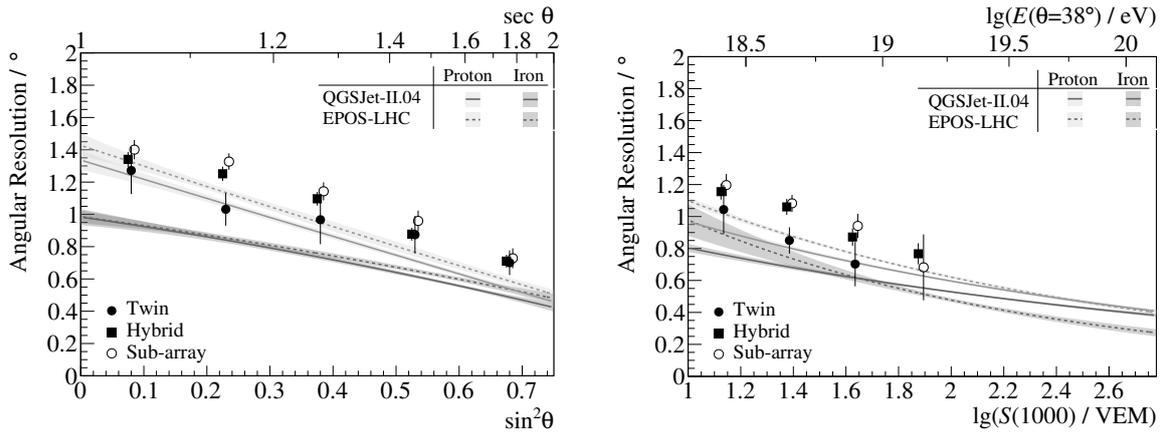 sec θ
1 1.2 1.4 1.6 1.8 2
Angular Resolution / °
2
1.8
1.6
1.4
1.2
1
0.8
0.6
0.4
0.2
0
Proton Iron
QGSJet-II.04
EPOS-LHC
Twin
Hybrid
Sub-array
0.1 0.2 0.3 0.4 0.5 0.6 0.7
sin²θ
lg(E(θ=38°) / eV)
18.5 19 19.5 20
Angular Resolution / °
2
1.8
1.6
1.4
1.2
1
0.8
0.6
0.4
0.2
0
Proton Iron
QGSJet-II.04
EPOS-LHC
Twin
Hybrid
Sub-array
1 1.2 1.4 1.6 1.8 2 2.2 2.4 2.6
lg(S(1000) / VEM)